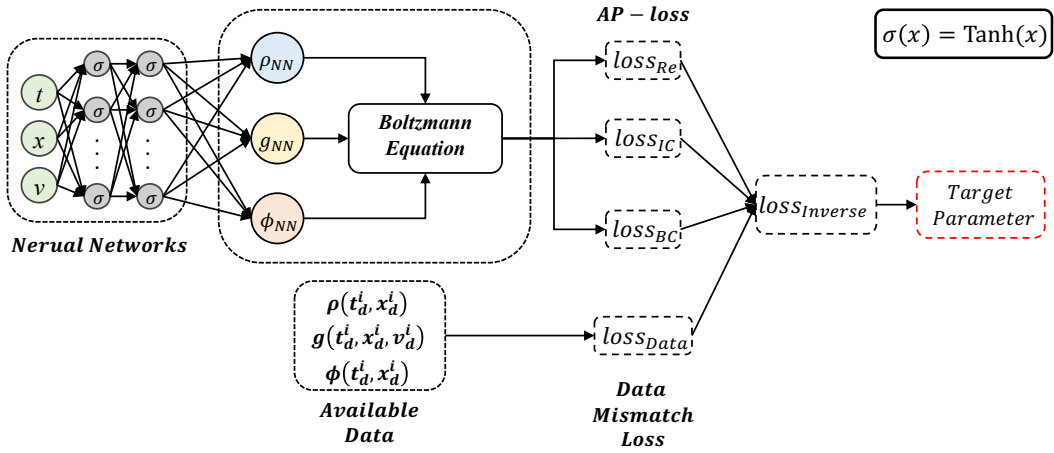 AP − loss
σ(x) = Tanh(x)
t
x
v
σ
σ
σ
σ
.
.
.
.
.
.
σ
σ
Nerual Networks
ρ_NN
g_NN
ϕ_NN
Boltzmann
Equation
loss_Re
loss_IC
loss_BC
loss_Inverse
Target
Parameter
ρ(t_d^i, x_d^i)
g(t_d^i, x_d^i, v_d^i)
ϕ(t_d^i, x_d^i)
Available
Data
loss_Data
Data
Mismatch
Loss